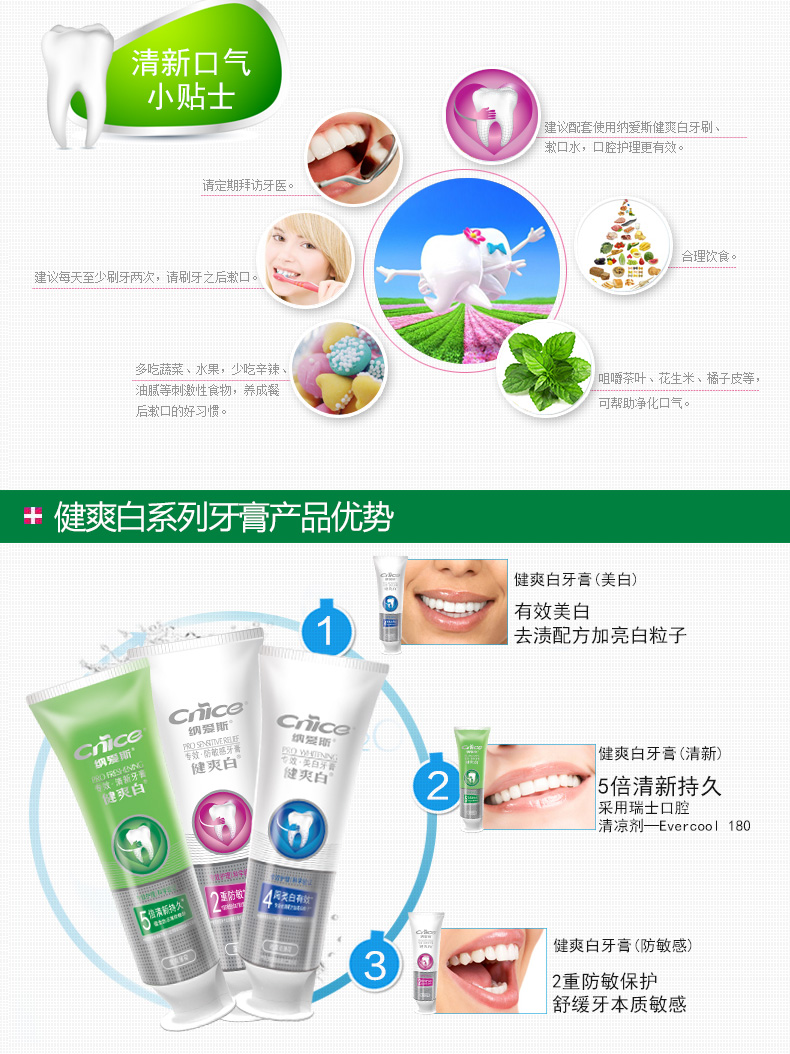 清新口气
小贴士
建议配套使用纳爱斯健爽白牙刷、
漱口水，口腔护理更有效。
请定期拜访牙医。
合理饮食。
建议每天至少刷牙两次，请刷牙之后漱口。
多吃蔬菜、水果，少吃辛辣、
油腻等刺激性食物，养成餐
后漱口的好习惯。
咀嚼茶叶、花生米、橘子皮等，
可帮助净化口气。
健爽白系列牙膏产品优势
1
健爽白牙膏(美白)
有效美白
去渍配方加亮白粒子
2
健爽白牙膏(清新)
5倍清新持久
采用瑞士口腔
清凉剂—Evercool 180
3
健爽白牙膏(防敏感)
2重防敏保护
舒缓牙本质敏感
Cnice
纳爱斯
PRO FRESHENING
专效·清新牙膏
健爽白
5倍清新持久
Cnice
纳爱斯
PRO SENSITIVE RELIEF
专效·防敏感牙膏
健爽白
2重防敏
Cnice
纳爱斯
PRO WHITENING
专效·美白牙膏
健爽白
4周美白有效